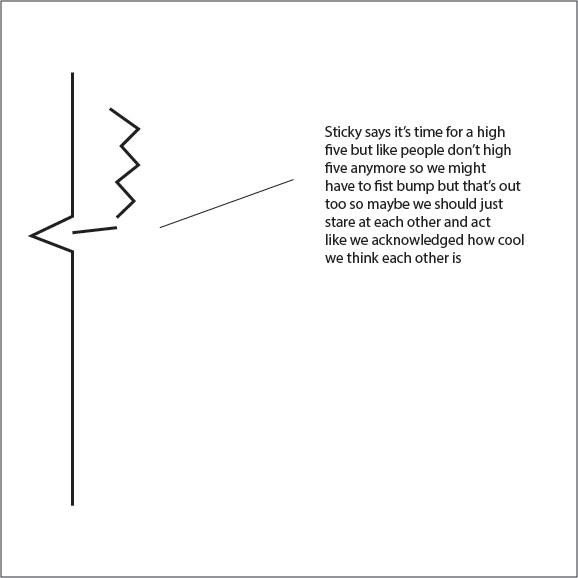 Sticky says it’s time for a high
five but like people don’t high
five anymore so we might
have to fist bump but that’s out
too so maybe we should just
stare at each other and act
like we acknowledged how cool
we think each other is